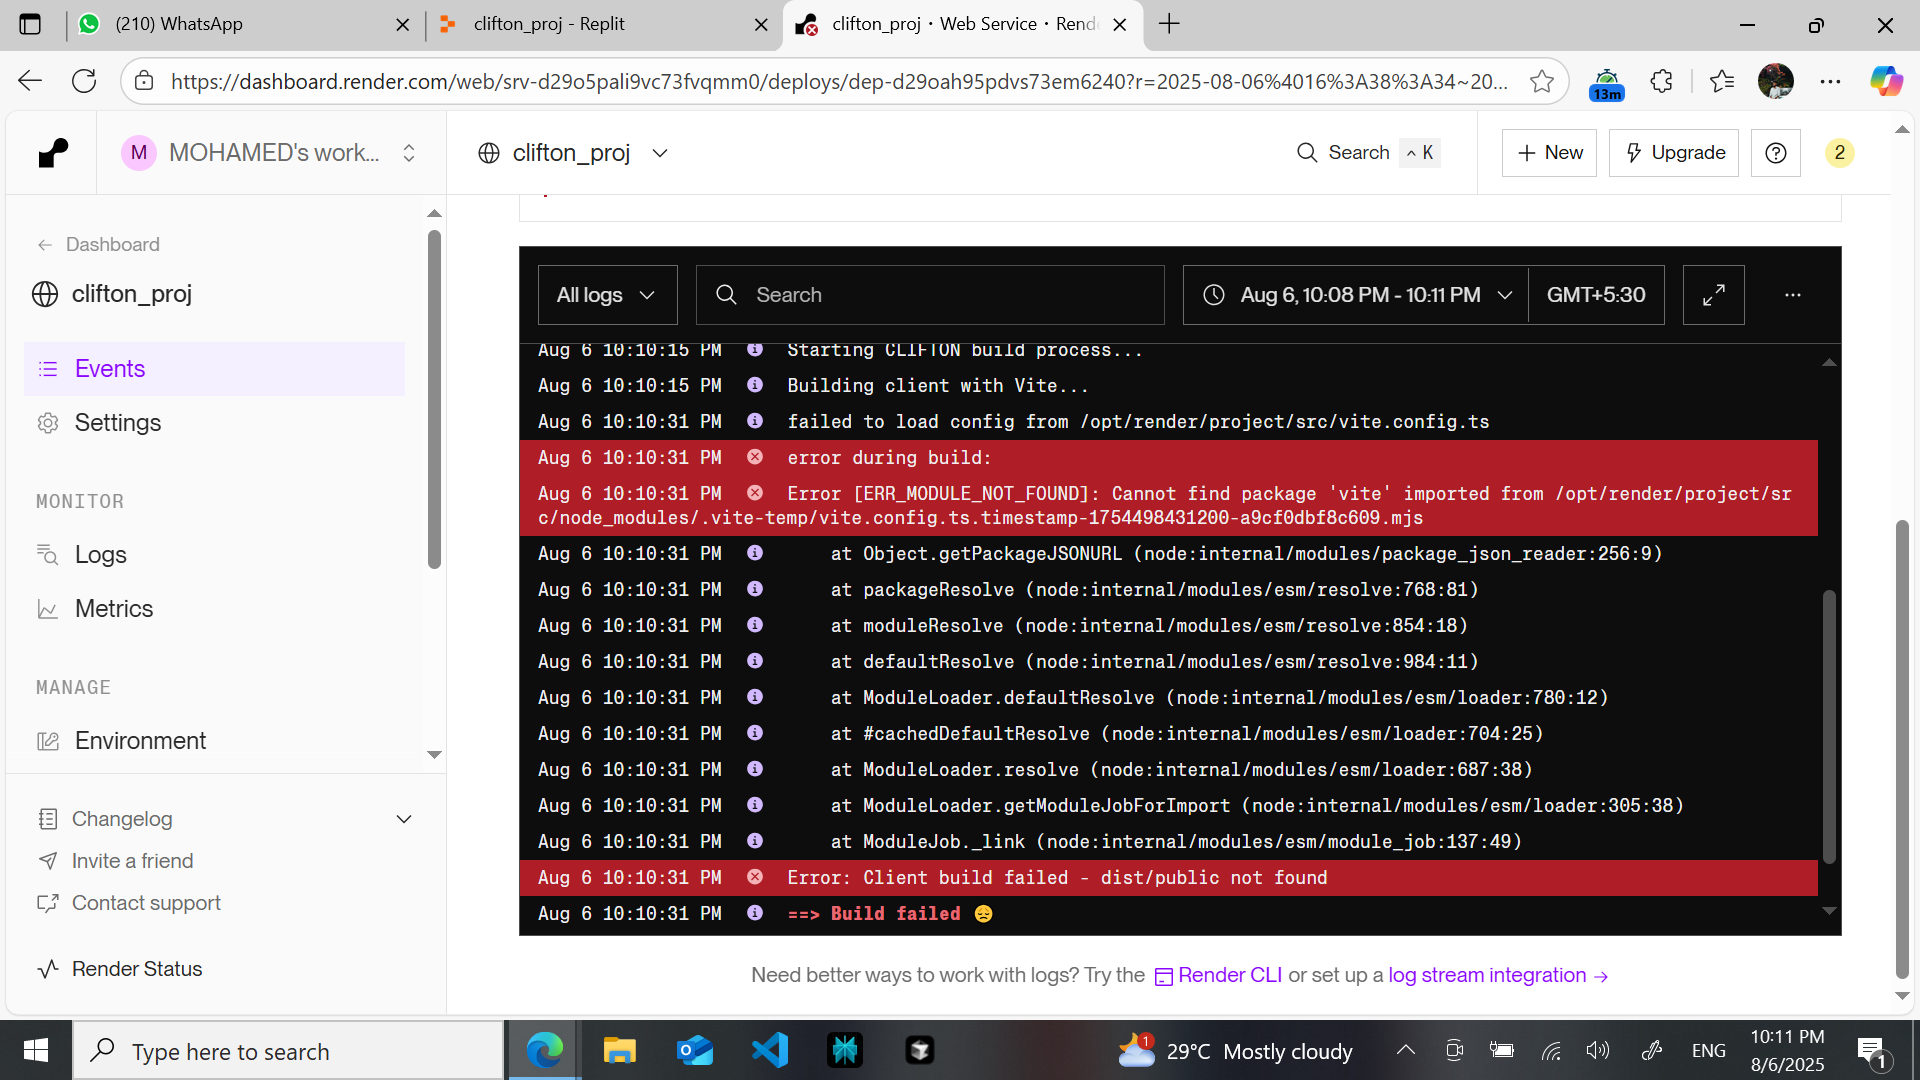 (210) WhatsApp
clifton_proj - Replit
clifton_proj · Web Service · Rende
https://dashboard.render.com/web/srv-d29o5pali9vc73fvqmm0/deploys/dep-d29oah95pdvs73em6240?r=2025-08-06%4016%3A38%3A34~20...
13m
M MOHAMED's work...
clifton_proj
Search
^ K
New
Upgrade
2
Dashboard
clifton_proj
Events
Settings
MONITOR
Logs
Metrics
MANAGE
Environment
Changelog
Invite a friend
Contact support
Render Status
All logs
Search
Aug 6, 10:08 PM - 10:11 PM
GMT+5:30
Aug 6 10:10:15 PM Starting CLIFTON build process...
Aug 6 10:10:15 PM Building client with Vite...
Aug 6 10:10:31 PM failed to load config from /opt/render/project/src/vite.config.ts
Aug 6 10:10:31 PM error during build:
Aug 6 10:10:31 PM Error [ERR_MODULE_NOT_FOUND]: Cannot find package 'vite' imported from /opt/render/project/sr
c/node_modules/.vite-temp/vite.config.ts.timestamp-1754498431200-a9cf0dbf8c609.mjs
Aug 6 10:10:31 PM at Object.getPackageJSONURL (node:internal/modules/package_json_reader:256:9)
Aug 6 10:10:31 PM at packageResolve (node:internal/modules/esm/resolve:768:81)
Aug 6 10:10:31 PM at moduleResolve (node:internal/modules/esm/resolve:854:18)
Aug 6 10:10:31 PM at defaultResolve (node:internal/modules/esm/resolve:984:11)
Aug 6 10:10:31 PM at ModuleLoader.defaultResolve (node:internal/modules/esm/loader:780:12)
Aug 6 10:10:31 PM at #cachedDefaultResolve (node:internal/modules/esm/loader:704:25)
Aug 6 10:10:31 PM at ModuleLoader.resolve (node:internal/modules/esm/loader:687:38)
Aug 6 10:10:31 PM at ModuleLoader.getModuleJobForImport (node:internal/modules/esm/loader:305:38)
Aug 6 10:10:31 PM at ModuleJob._link (node:internal/modules/esm/module_job:137:49)
Aug 6 10:10:31 PM Error: Client build failed - dist/public not found
Aug 6 10:10:31 PM ==> Build failed 😞
Need better ways to work with logs? Try the Render CLI or set up a log stream integration →
Type here to search
1
29°C Mostly cloudy
ENG
10:11 PM
8/6/2025
1